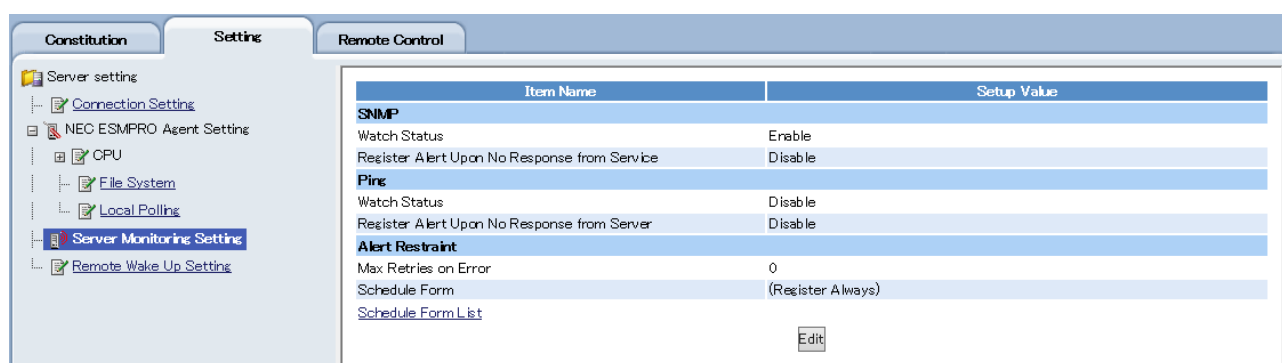 Constitution Setting Remote Control
Server setting
Connection Setting
NEC ESMPRO Agent Setting
CPU
File System
Local Polling
Server Monitoring Setting
Remote Wake Up Setting
Item Name Setup Value
SNMP
Watch Status Enable
Register Alert Upon No Response from Service Disable
Ping
Watch Status Disable
Register Alert Upon No Response from Server Disable
Alert Restraint
Max Retries on Error 0
Schedule Form (Register Always)
Schedule Form List
Edit